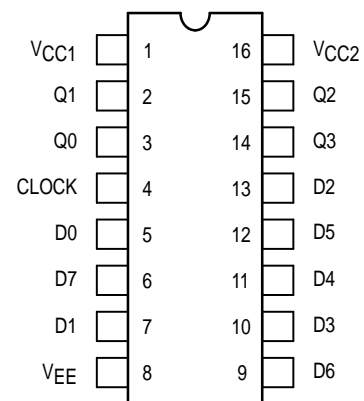 VCC1 1 16 VCC2
Q1 2 15 Q2
Q0 3 14 Q3
CLOCK 4 13 D2
D0 5 12 D5
D7 6 11 D4
D1 7 10 D3
VEE 8 9 D6